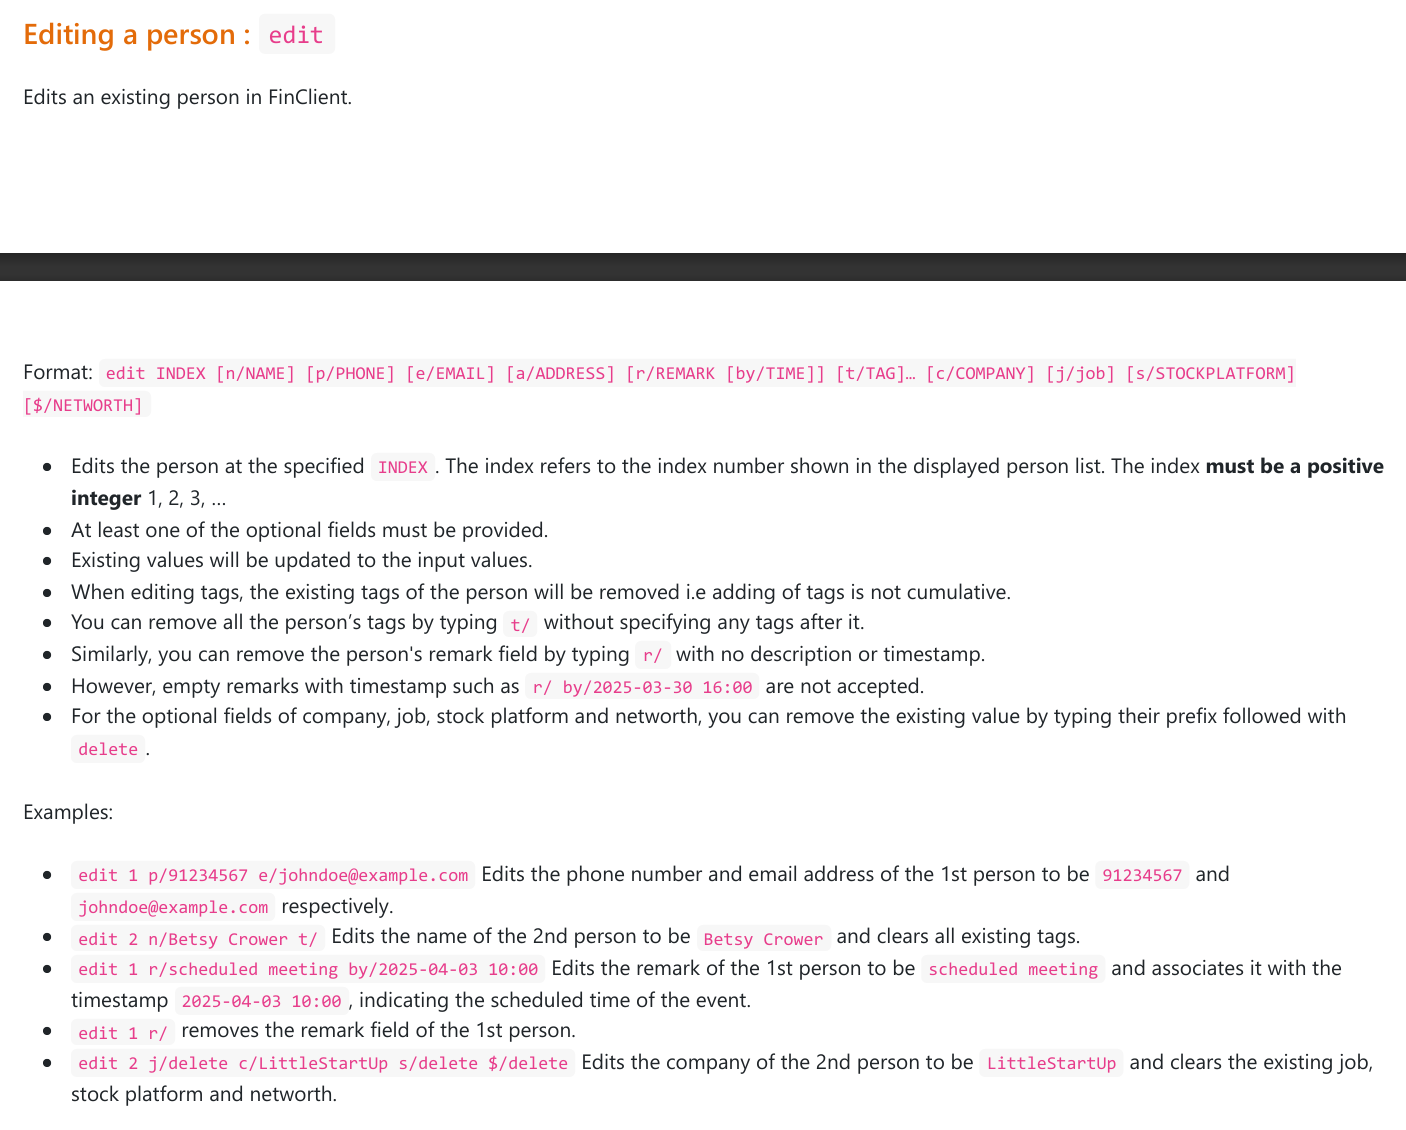 Editing a person : edit
Edits an existing person in FinClient.
Format: edit INDEX [n/NAME] [p/PHONE] [e/EMAIL] [a/ADDRESS] [r/REMARK [by/TIME]] [t/TAG]… [c/COMPANY] [j/job] [s/STOCKPLATFORM]
[$/NETWORTH]
• Edits the person at the specified INDEX. The index refers to the index number shown in the displayed person list. The index must be a positive
integer 1, 2, 3, …
• At least one of the optional fields must be provided.
• Existing values will be updated to the input values.
• When editing tags, the existing tags of the person will be removed i.e adding of tags is not cumulative.
• You can remove all the person’s tags by typing t/ without specifying any tags after it.
• Similarly, you can remove the person's remark field by typing r/ with no description or timestamp.
• However, empty remarks with timestamp such as r/ by/2025-03-30 16:00 are not accepted.
• For the optional fields of company, job, stock platform and networth, you can remove the existing value by typing their prefix followed with
delete.
Examples:
• edit 1 p/91234567 e/johndoe@example.com Edits the phone number and email address of the 1st person to be 91234567 and
johndoe@example.com respectively.
• edit 2 n/Betsy Crower t/ Edits the name of the 2nd person to be Betsy Crower and clears all existing tags.
• edit 1 r/scheduled meeting by/2025-04-03 10:00 Edits the remark of the 1st person to be scheduled meeting and associates it with the
timestamp 2025-04-03 10:00, indicating the scheduled time of the event.
• edit 1 r/ removes the remark field of the 1st person.
• edit 2 j/delete c/LittleStartUp s/delete $/delete Edits the company of the 2nd person to be LittleStartUp and clears the existing job,
stock platform and networth.